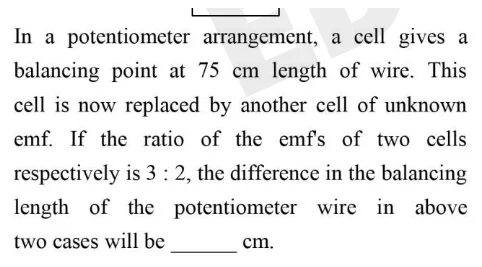 In a potentiometer arrangement, a cell gives a
balancing point at 75 cm length of wire. This
cell is now replaced by another cell of unknown
emf. If the ratio of the emf's of two cells
respectively is 3 : 2, the difference in the balancing
length of the potentiometer wire in above
two cases will be ______ cm.